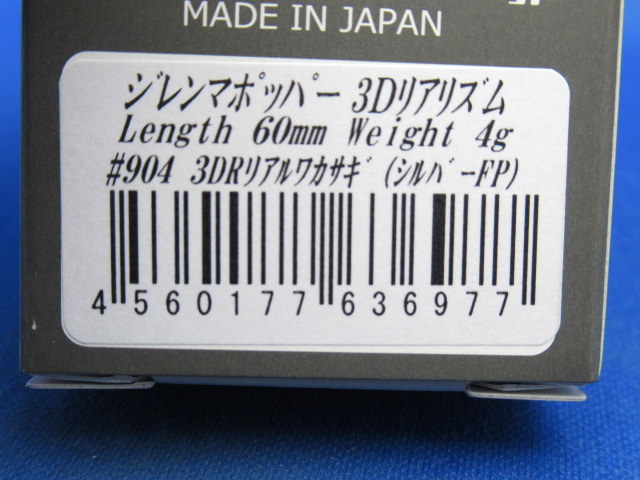 MADE IN JAPAN
ジレンマポッパー 3Dリアリズム
Length 60mm Weight 4g
#904 3DRリアルワカサギ (シルバーFP)
4 560177 636977